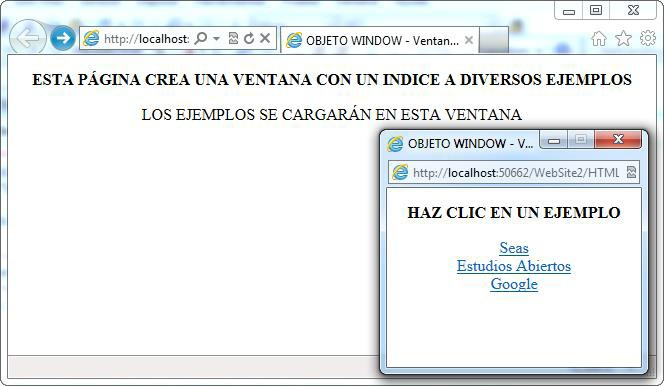 http://localhost:
OBJETO WINDOW - Ventan...
ESTA PÁGINA CREA UNA VENTANA CON UN INDICE A DIVERSOS EJEMPLOS
LOS EJEMPLOS SE CARGARÁN EN ESTA VENTANA
OBJETO WINDOW - V...
http://localhost:50662/WebSite2/HTML
HAZ CLIC EN UN EJEMPLO
Seas
Estudios Abiertos
Google